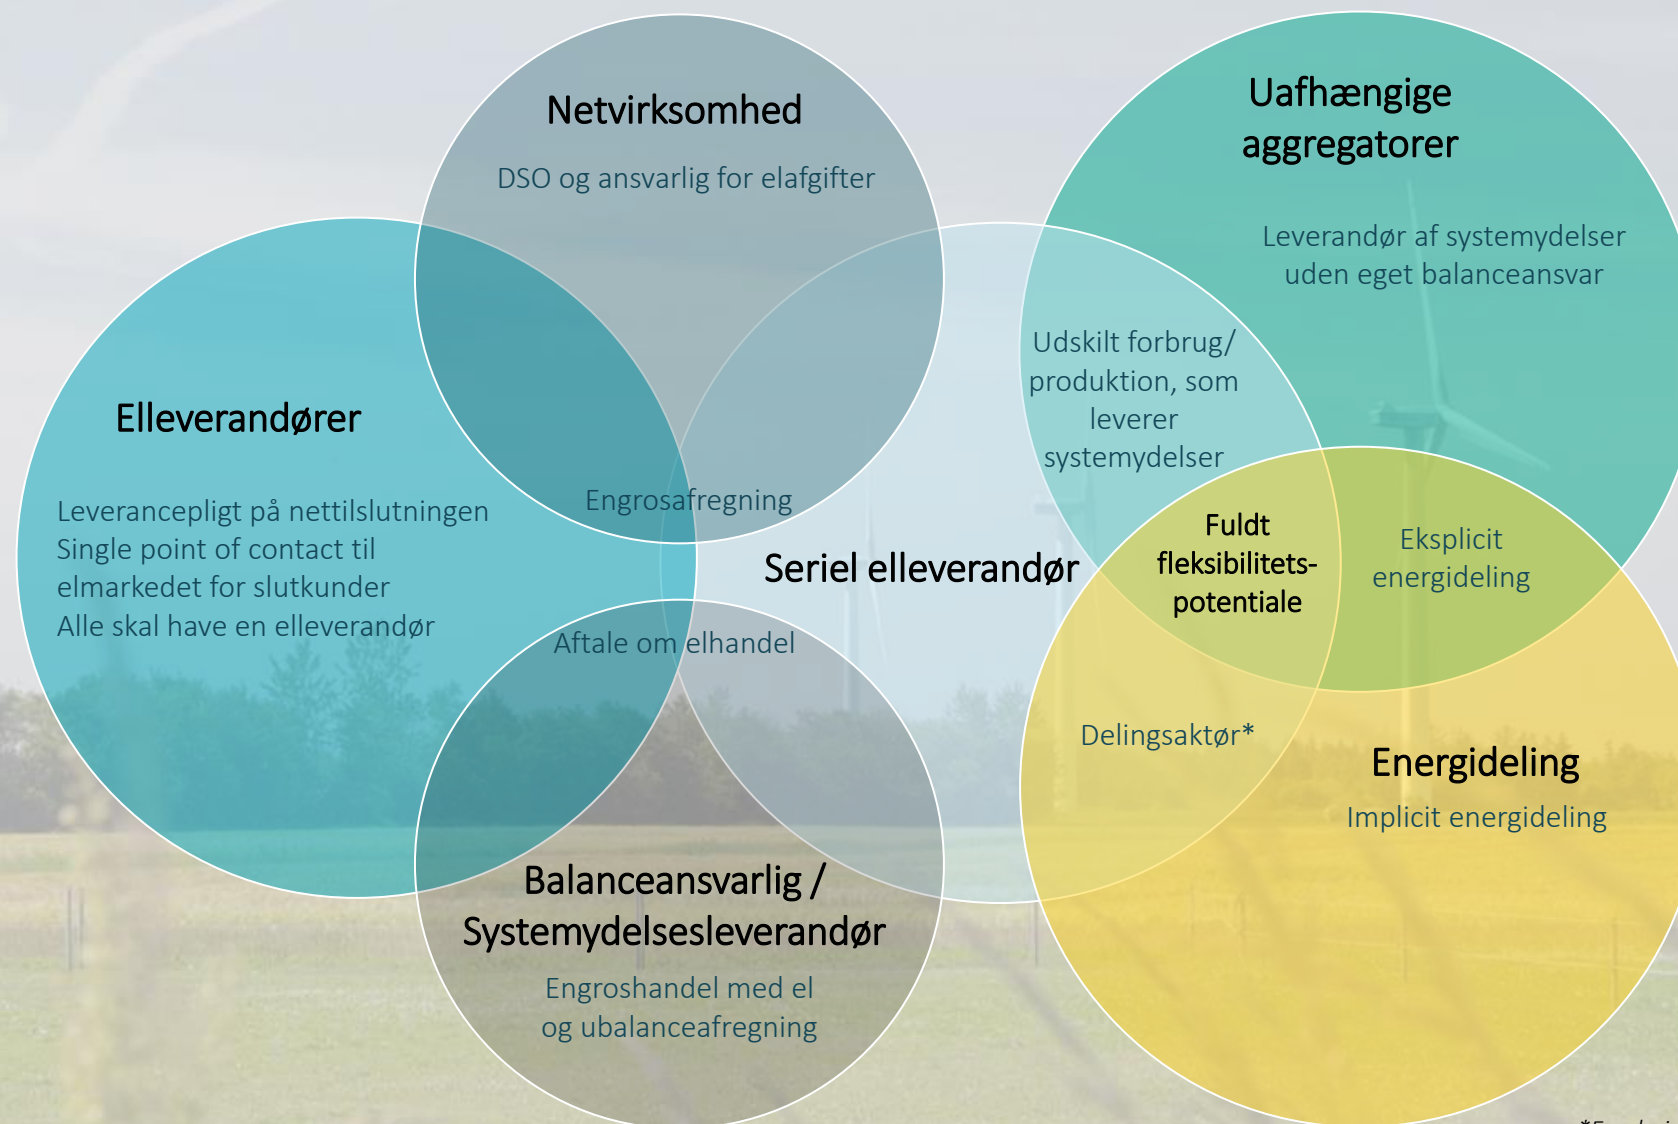 Netvirksomhed
DSO og ansvarlig for elafgifter
Uafhængige
aggregatorer
Leverandør af systemydelser
uden eget balanceansvar
Elleverandører
Leverancepligt på nettilslutningen
Single point of contact til
elmarkedet for slutkunder
Alle skal have en elleverandør
Udskilt forbrug/
produktion, som
leverer
systemydelser
Engrosafregning
Seriel elleverandør
Fuldt
fleksibilitets-
potentiale
Eksplicit
energideling
Aftale om elhandel
Delingsaktør*
Energideling
Implicit energideling
Balanceansvarlig /
Systemydelsesleverandør
Engroshandel med el
og ubalanceafregning